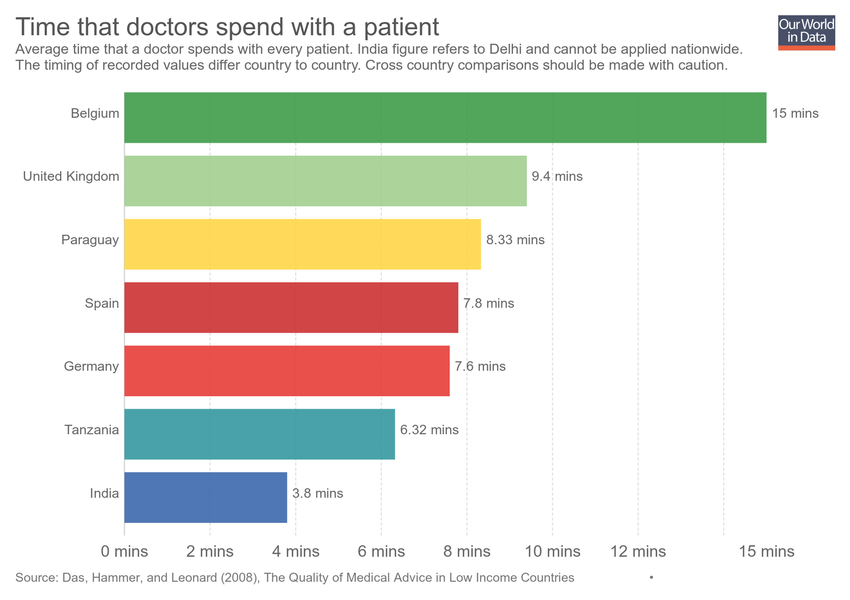 Time that doctors spend with a patient
Our World
in Data
Average time that a doctor spends with every patient. India figure refers to Delhi and cannot be applied nationwide.
The timing of recorded values differ country to country. Cross country comparisons should be made with caution.
Belgium 15 mins
United Kingdom 9.4 mins
Paraguay 8.33 mins
Spain 7.8 mins
Germany 7.6 mins
Tanzania 6.32 mins
India 3.8 mins
0 mins 2 mins 4 mins 6 mins 8 mins 10 mins 12 mins 15 mins
Source: Das, Hammer, and Leonard (2008), The Quality of Medical Advice in Low Income Countries •